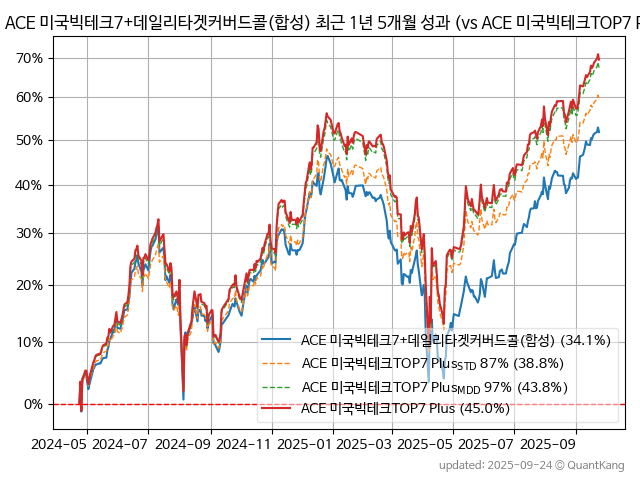 ACE 미국빅테크7+데일리타겟커버드콜(합성) 최근 1년 5개월 성과 (vs ACE 미국빅테크TOP7 P
70%
60%
50%
40%
30%
20%
10%
0%
ACE 미국빅테크7+데일리타겟커버드콜(합성) (34.1%)
ACE 미국빅테크TOP7 PlusSTD 87% (38.8%)
ACE 미국빅테크TOP7 PlusMDD 97% (43.8%)
ACE 미국빅테크TOP7 Plus (45.0%)
2024-05 2024-07 2024-09 2024-11 2025-01 2025-03 2025-05 2025-07 2025-09
updated: 2025-09-24 © QuantKang